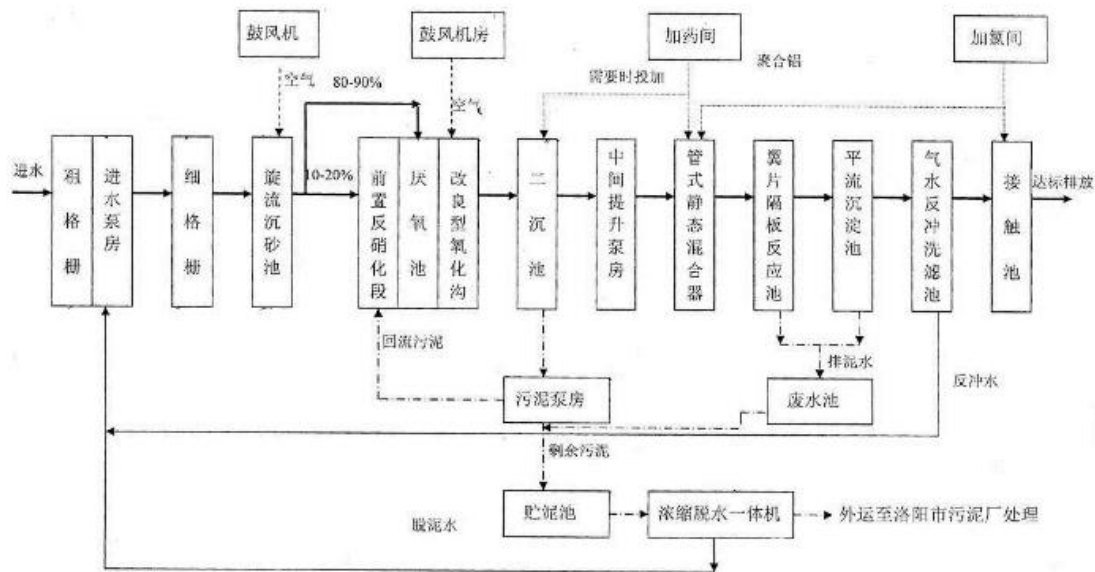 鼓风机
鼓风机房
加药间
加氯间
聚合铝
需要时投加
空气
80-90%
空气
进水
粗格栅
进水泵房
细格栅
旋流沉砂池
10-20%
前置反硝化段
厌氧池
改良型氧化沟
二沉池
中间提升泵房
管式静态混合器
翼片隔板反应池
平流沉淀池
气水反冲洗滤池
接触池
达标排放
回流污泥
排泥水
反冲水
污泥泵房
废水池
剩余污泥
脱泥水
贮泥池
浓缩脱水一体机
外运至洛阳市污泥厂处理